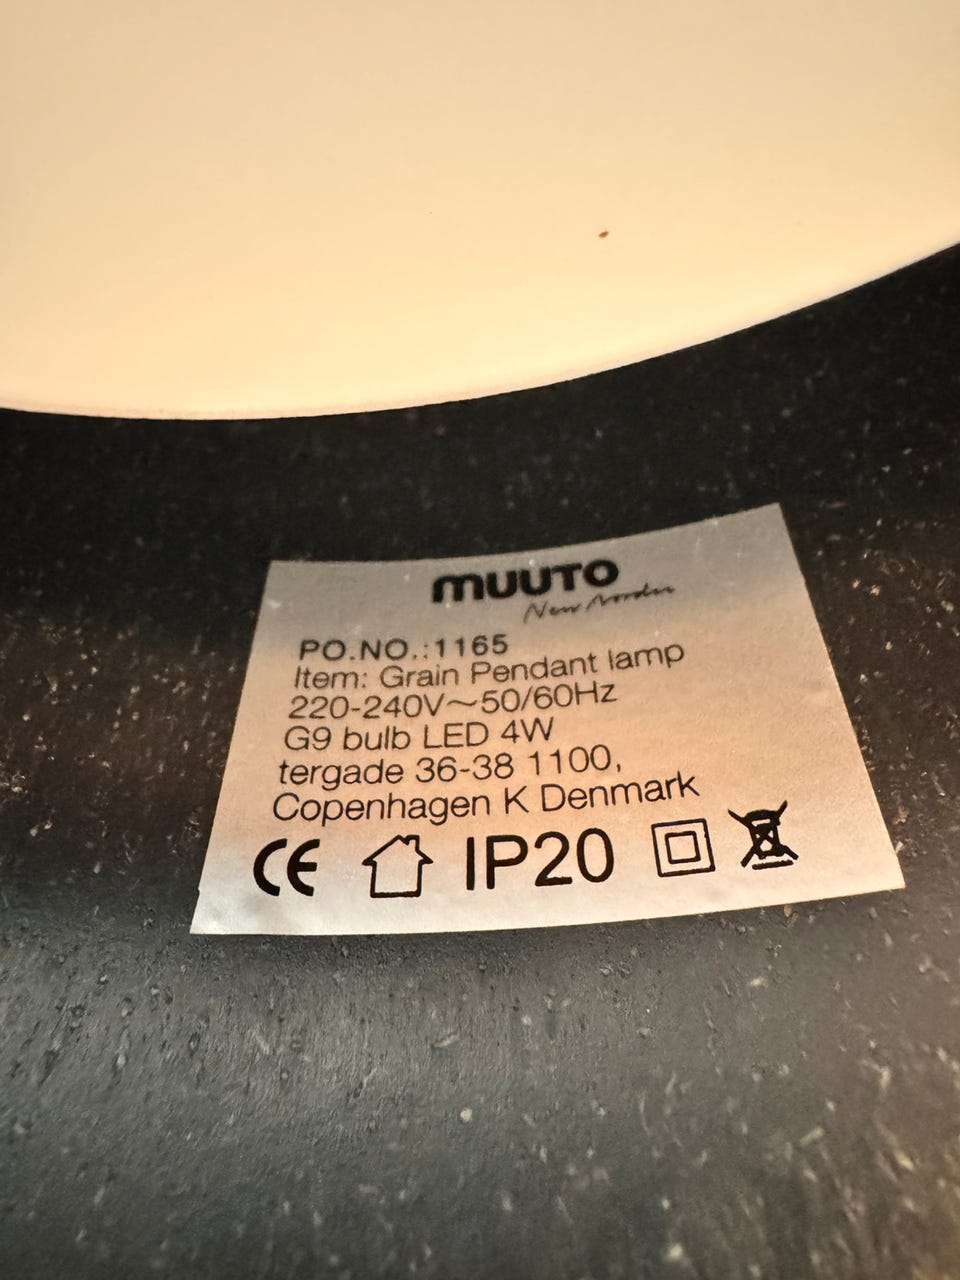 MUUTO
New Nordic
PO.NO.:1165
Item: Grain Pendant lamp
220-240V~50/60Hz
G9 bulb LED 4W
tergade 36-38 1100,
Copenhagen K Denmark
CE IP20